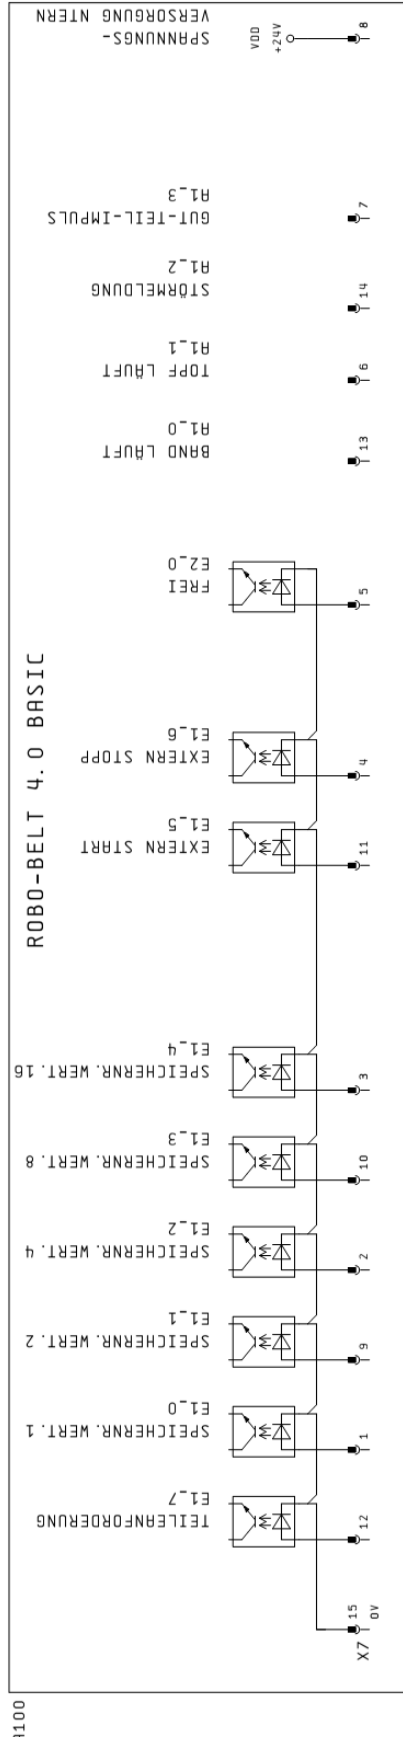 VERSORGUNG NTERN
SPANNUNGS-
VDD
+24V
8
A1_3
GUT-TEIL-IMPULS
7
A1_2
STÖRMELDUNG
14
A1_1
TOPF LÄUFT
6
A1_0
BAND LÄUFT
13
E2_0
FREI
5
ROBO-BELT 4.0 BASIC
E1_6
EXTERN STOPP
4
E1_5
EXTERN START
11
E1_4
SPEICHERNR.WERT.16
3
E1_3
SPEICHERNR.WERT.8
10
E1_2
SPEICHERNR.WERT.4
2
E1_1
SPEICHERNR.WERT.2
9
E1_0
SPEICHERNR.WERT.1
1
E1_7
TEILEANFORDERUNG
12
15
X7
0V